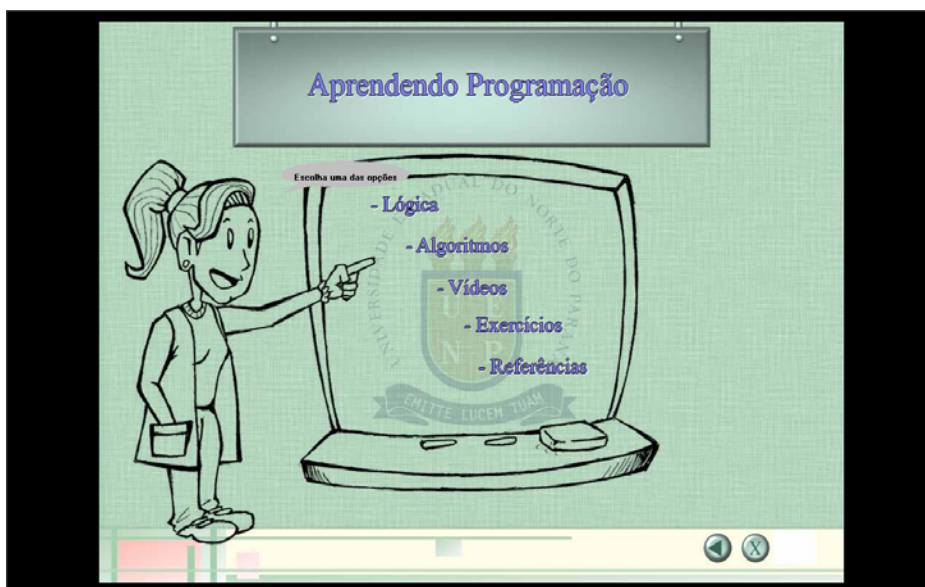 Aprendendo Programação
Escolha uma das opções
- Lógica
- Algoritmos
- Vídeos
- Exercícios
- Referências
UNIVERSIDADE ESTADUAL DO NORTE DO PARANÁ
U E
N P
EMITTE LUCEM TUAM
X